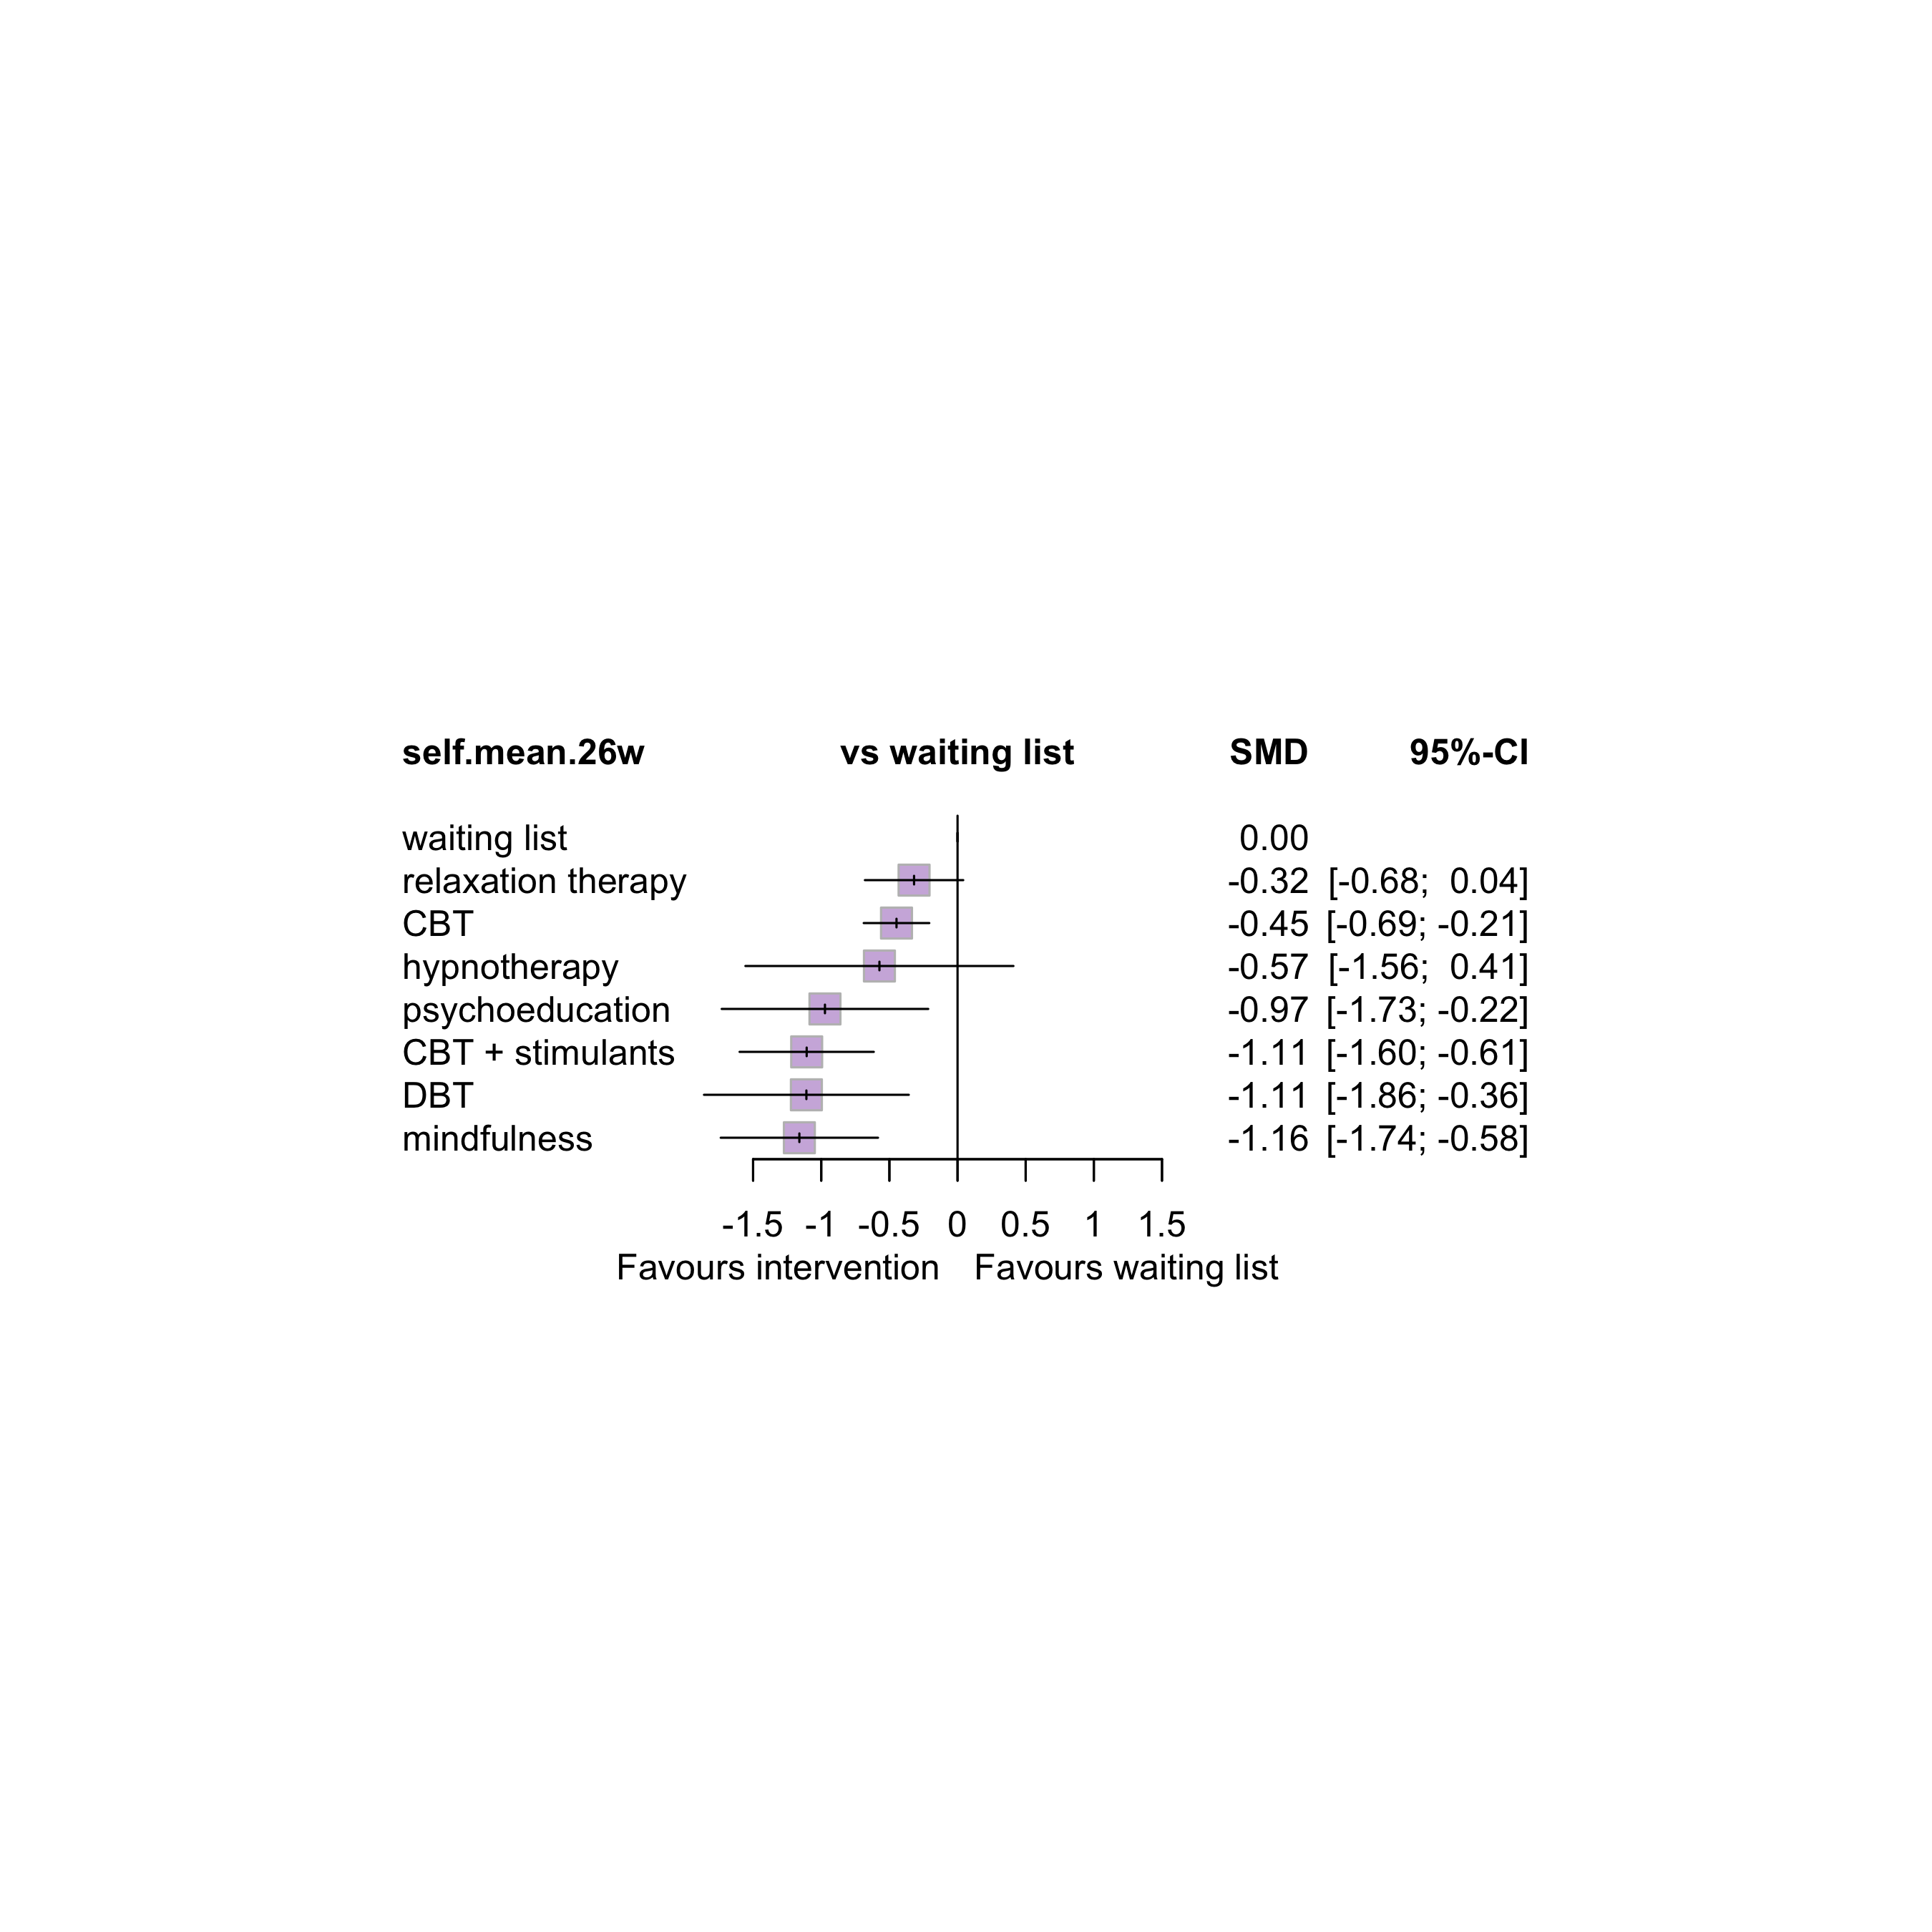 self.mean.26w vs waiting list SMD 95%-CI
waiting list 0.00
relaxation therapy -0.32 [-0.68; 0.04]
CBT -0.45 [-0.69; -0.21]
hypnotherapy -0.57 [-1.56; 0.41]
psychoeducation -0.97 [-1.73; -0.22]
CBT + stimulants -1.11 [-1.60; -0.61]
DBT -1.11 [-1.86; -0.36]
mindfulness -1.16 [-1.74; -0.58]
-1.5 -1 -0.5 0 0.5 1 1.5
Favours intervention Favours waiting list